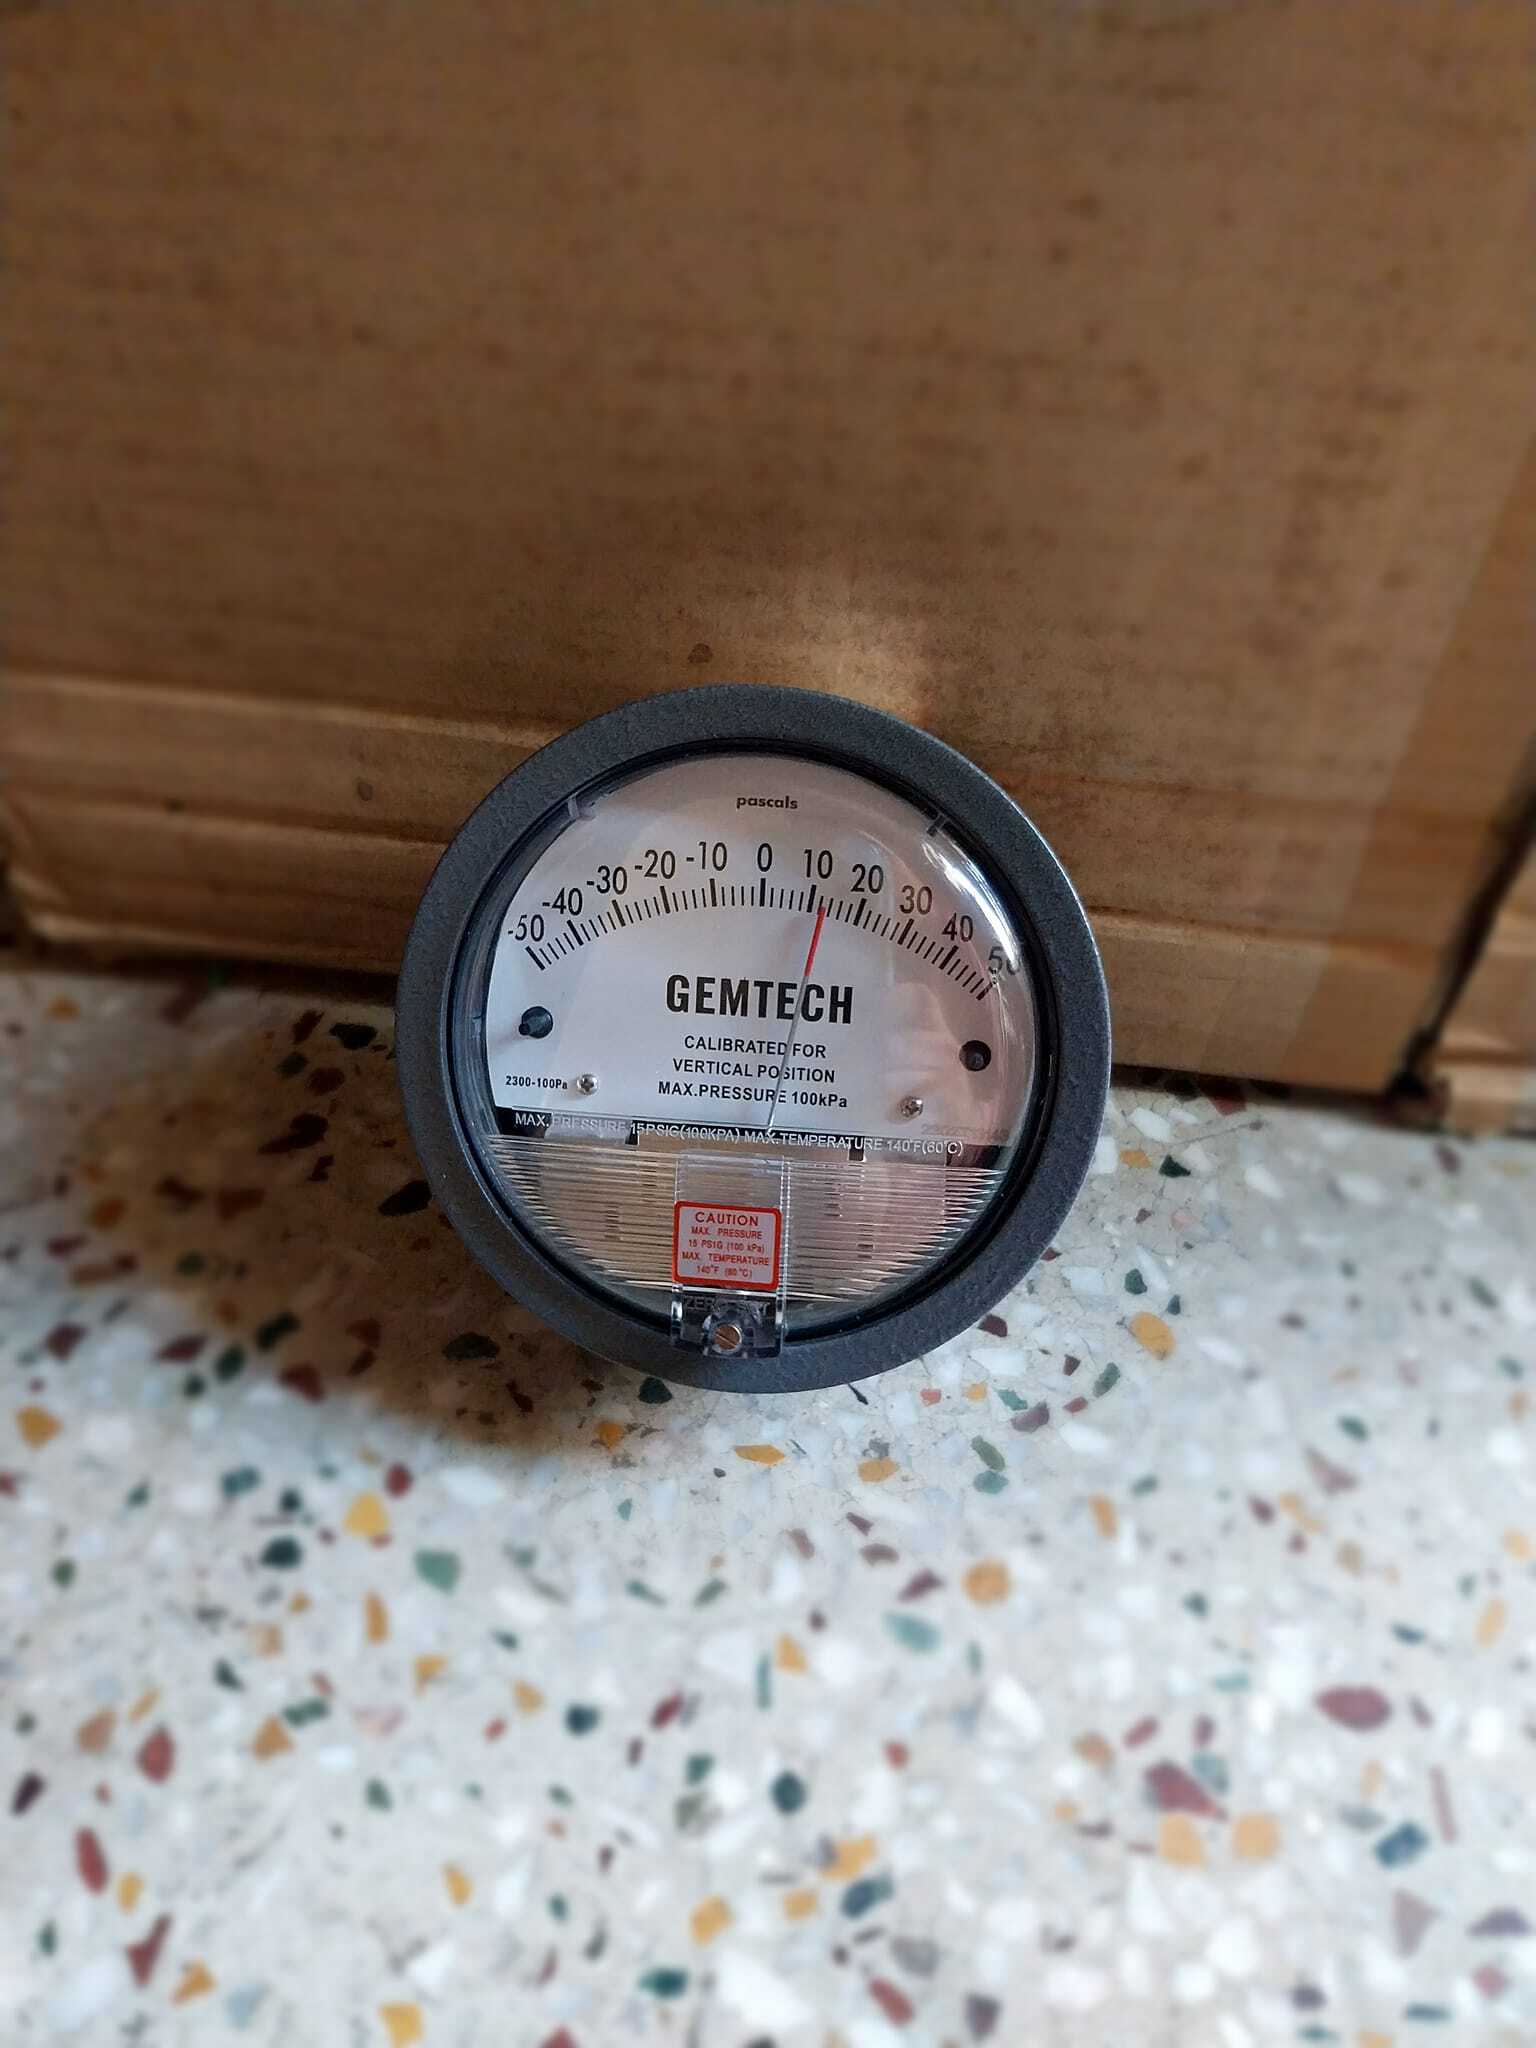 pascals
-50 -40 -30 -20 -10 0 10 20 30 40 50
GEMTECH
CALIBRATED FOR
VERTICAL POSITION
MAX.PRESSURE 100kPa
2300-100Pa
MAX. PRESSURE 15PSIG(100KPA) MAX.TEMPERATURE 140°F(60°C)
CAUTION
MAX. PRESSURE
15 PSIG (100 kPa)
MAX. TEMPERATURE
140°F (60°C)